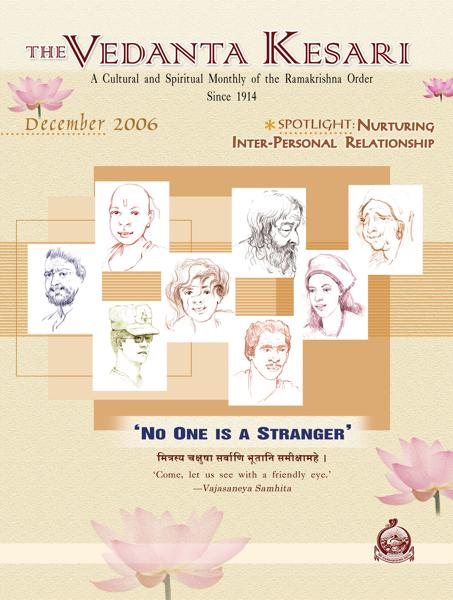 THE VEDANTA KESARI
A Cultural and Spiritual Monthly of the Ramakrishna Order
Since 1914
December 2006
*SPOTLIGHT: NURTURING
INTER-PERSONAL RELATIONSHIP
'NO ONE IS A STRANGER'
मित्रस्य चक्षुषा सर्वाणि भूतानि समीक्षामहे ।
'Come, let us see with a friendly eye.'
—Vajasaneya Samhita